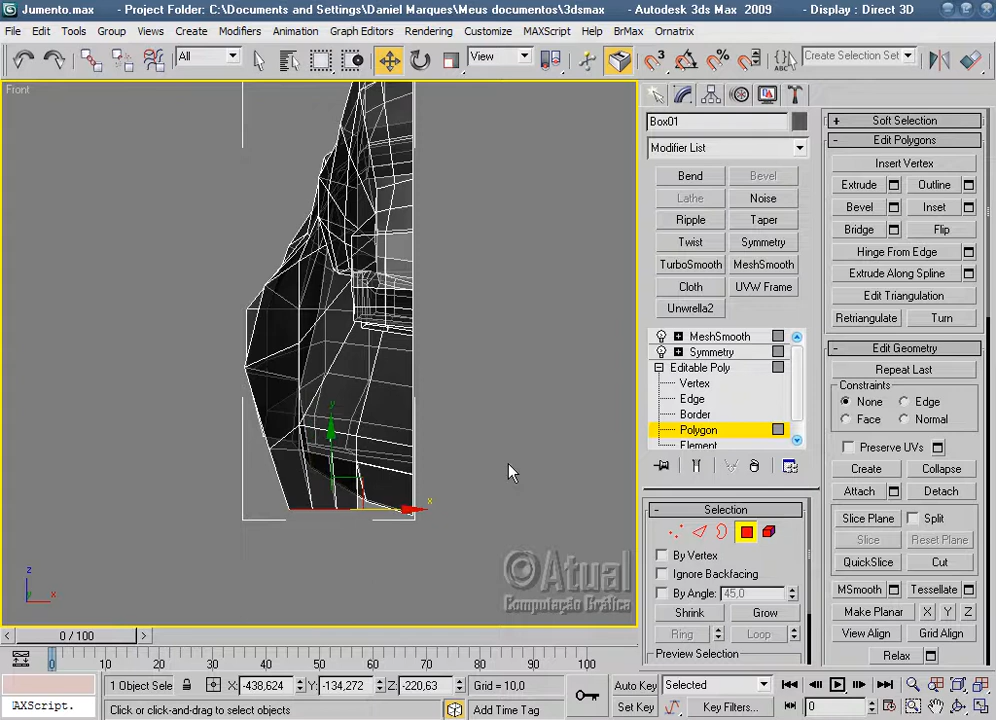 Jumento.max - Project Folder: C:\Documents and Settings\Daniel Marques\Meus documentos\3dsmax - Autodesk 3ds Max 2009 - Display : Direct 3D
File Edit Tools Group Views Create Modifiers Animation Graph Editors Rendering Customize MAXScript Help BrMax Ornatrix
All View Create Selection Set
Front
Box01
Modifier List
Bend Bevel
Lathe Noise
Ripple Taper
Twist Symmetry
TurboSmooth MeshSmooth
Cloth UVW Frame
Unwrella2
MeshSmooth
Symmetry
Editable Poly
Vertex
Edge
Border
Polygon
Element
Selection
By Vertex
Ignore Backfacing
By Angle: 45,0
Shrink Grow
Ring Loop
Preview Selection
Soft Selection
Edit Polygons
Insert Vertex
Extrude Outline
Bevel Inset
Bridge Flip
Hinge From Edge
Extrude Along Spline
Edit Triangulation
Retriangulate Turn
Edit Geometry
Repeat Last
Constraints
None Edge
Face Normal
Preserve UVs
Create Collapse
Attach Detach
Slice Plane Split
Slice Reset Plane
QuickSlice Cut
MSmooth Tessellate
Make Planar X Y Z
View Align Grid Align
Relax
y
x
z
x
©Atual
Computação Gráfica
0 / 100
0 10 20 30 40 50 60 70 80 90 100
1 Object Sele X: -438,624 Y: -134,272 Z: -220,63 Grid = 10,0 Auto Key Selected
AXScript. Click or click-and-drag to select objects Add Time Tag Set Key Key Filters... 0